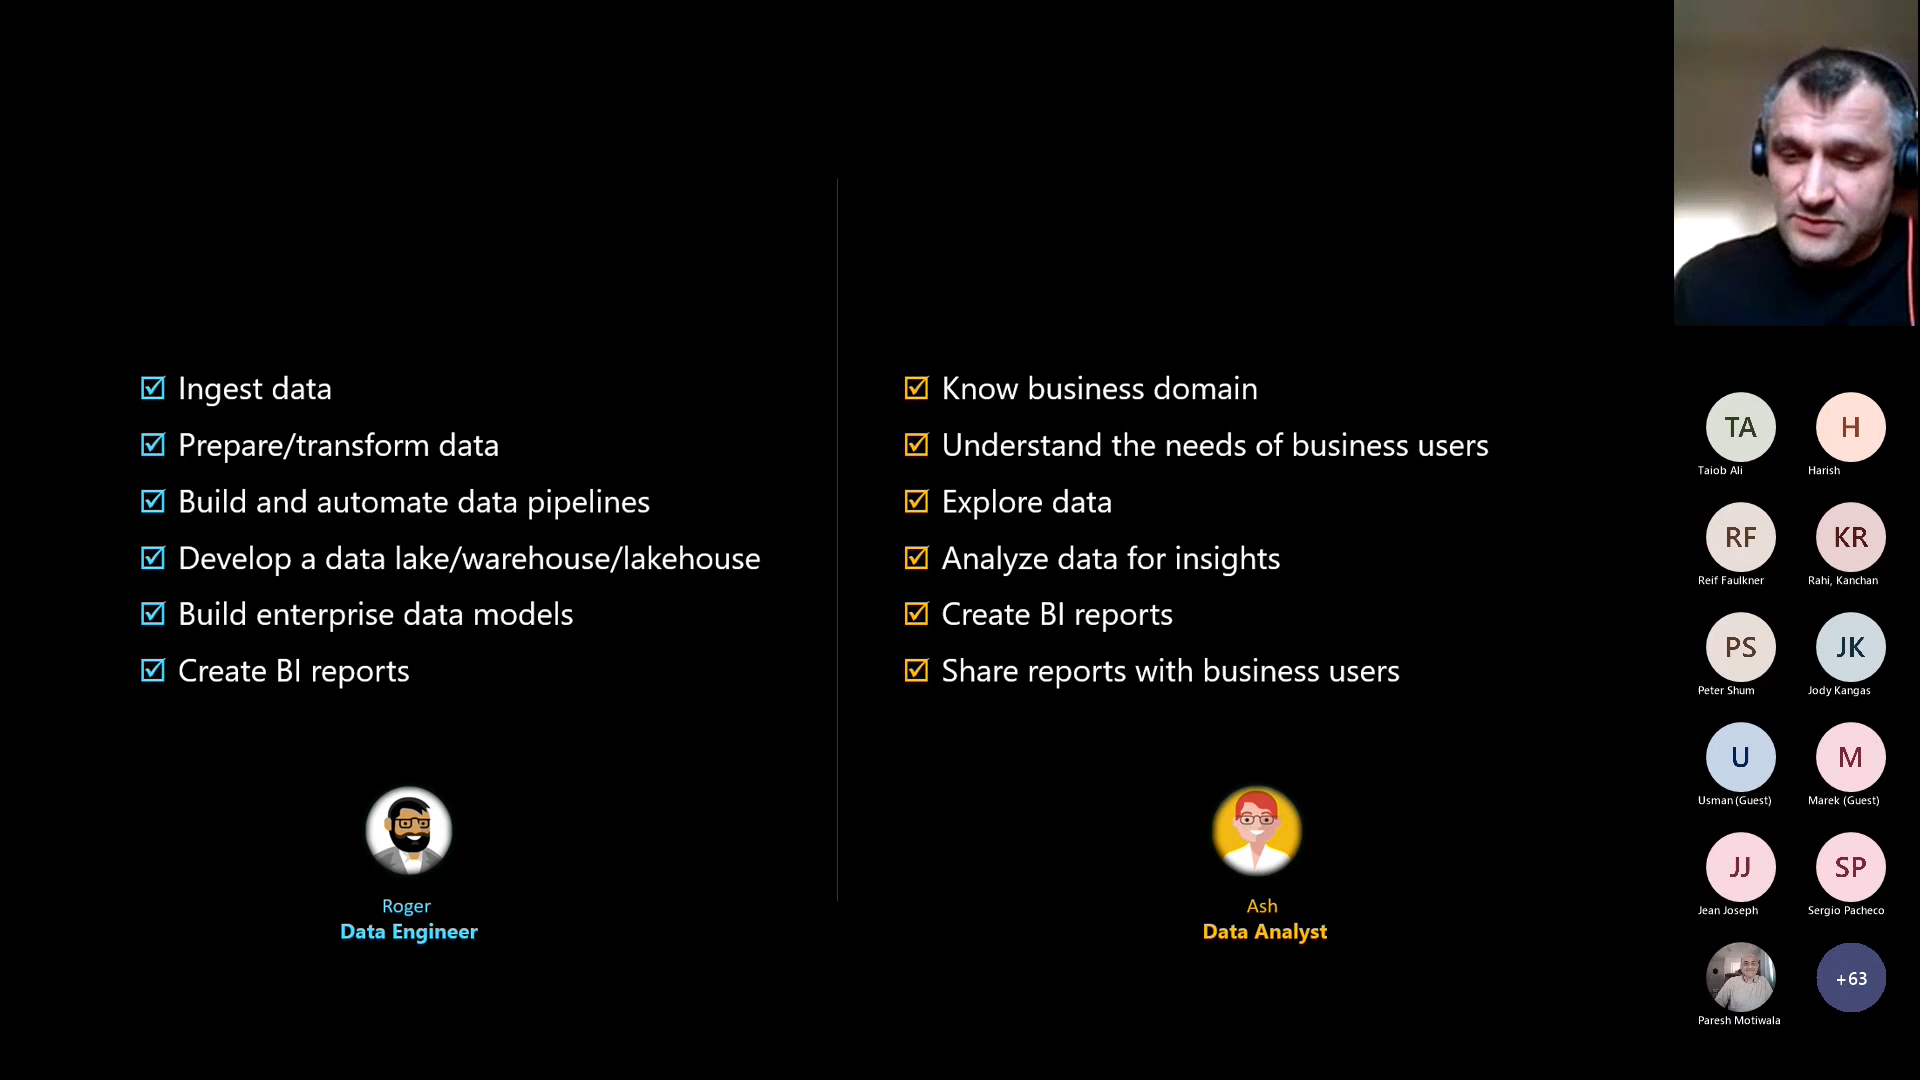 Ingest data
Prepare/transform data
Build and automate data pipelines
Develop a data lake/warehouse/lakehouse
Build enterprise data models
Create BI reports
Roger
Data Engineer
Know business domain
Understand the needs of business users
Explore data
Analyze data for insights
Create BI reports
Share reports with business users
Ash
Data Analyst
TA
Taiob Ali
H
Harish
RF
Reif Faulkner
KR
Rahi, Kanchan
PS
Peter Shum
JK
Jody Kangas
U
Usman (Guest)
M
Marek (Guest)
JJ
Jean Joseph
SP
Sergio Pacheco
Paresh Motiwala
+63